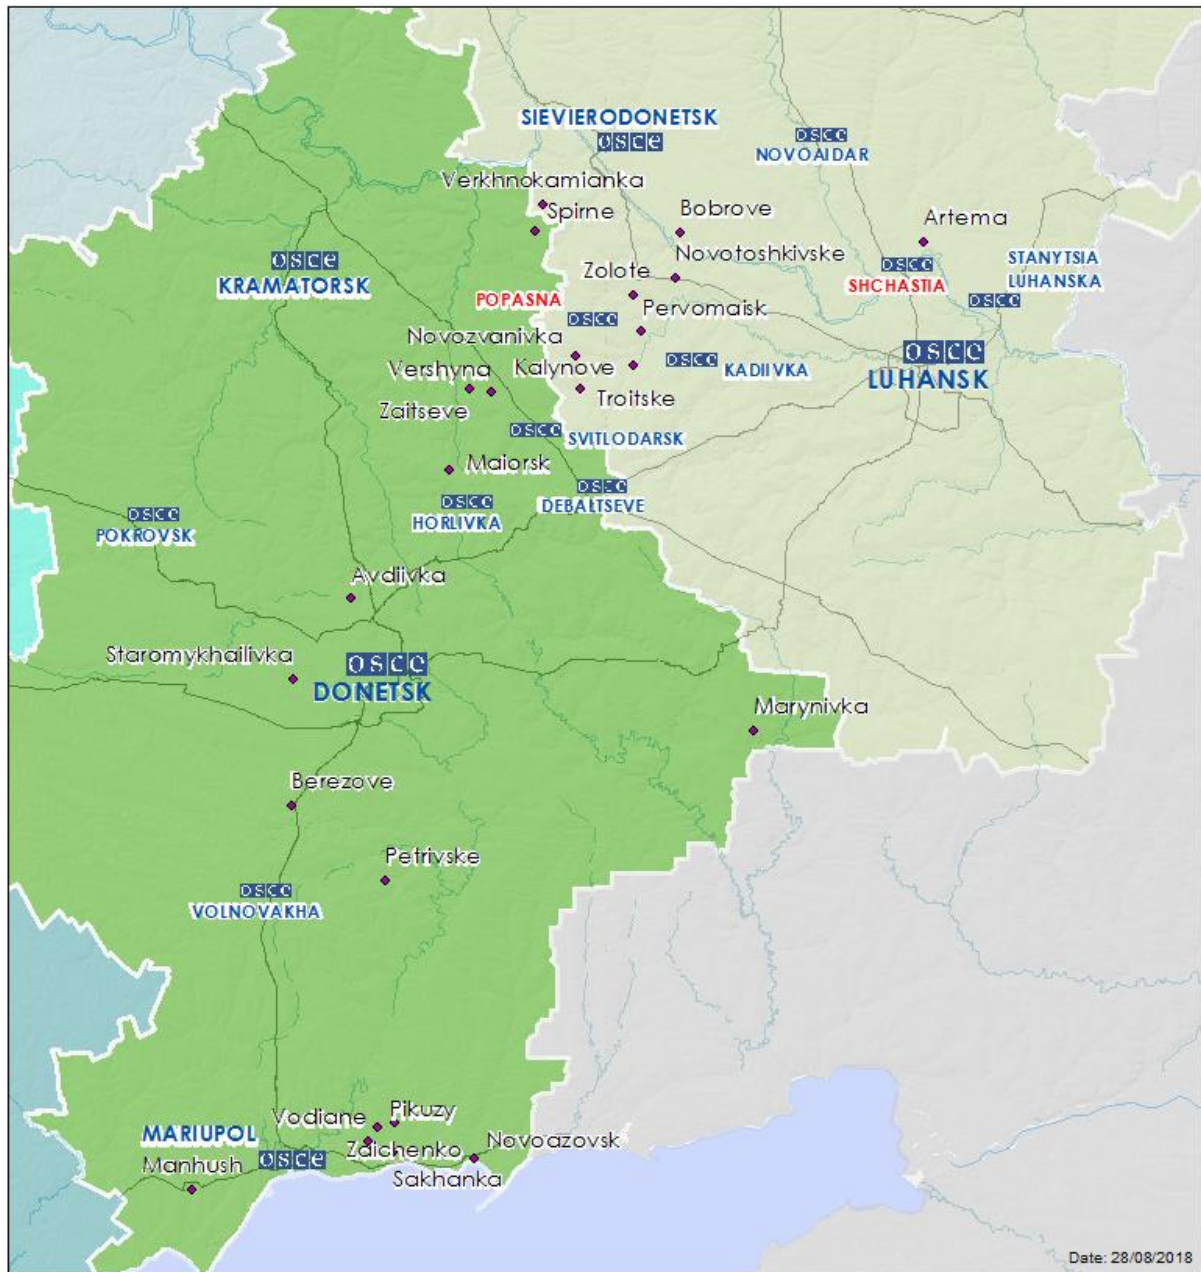 SIEVIERODONETSK
osce
osce
NOVOAIDAR
Verkhnokamianka
Spirne
Bobrove
Artema
osce
KRAMATORSK
Novotoshkivske
Zolote
STANYTSIA
LUHANSKA
osce
osce
SHCHASTIA
POPASNA
osce
Pervomaisk
Novozvanivka
osce
LUHANSK
Vershyna
Kalynove
osce
KADIIVKA
Zaitseve
Troitske
osce
SVITLODARSK
Maiorsk
osce
HORLIVKA
osce
DEBALTSEVE
osce
POKROVSK
Avdiivka
Staromykhailivka
osce
DONETSK
Marynivka
Berezove
Petrivske
osce
VOLNOVAKHA
Vodiane
Pikuzy
MARIUPOL
osce
Zaichenko
Novoazovsk
Manhush
Sakhanka
Date: 28/08/2018